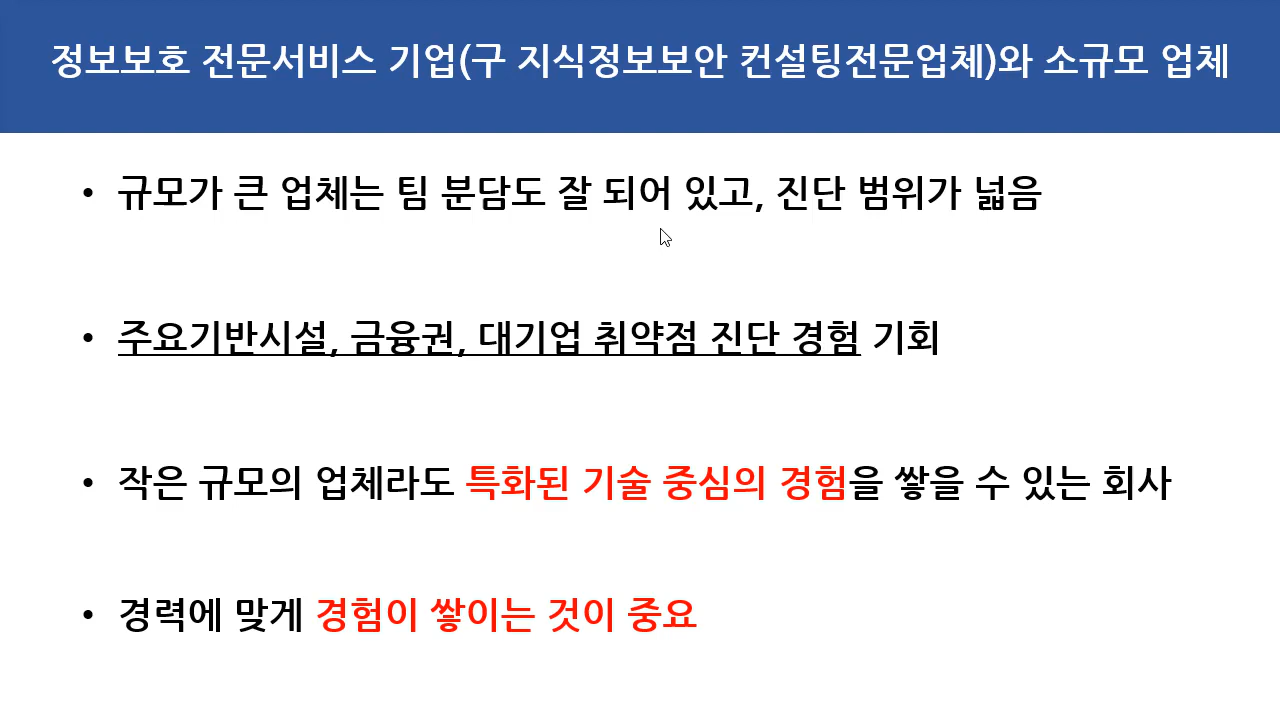 정보보호 전문서비스 기업(구 지식정보보안 컨설팅전문업체)와 소규모 업체
• 규모가 큰 업체는 팀 분담도 잘 되어 있고, 진단 범위가 넓음
• 주요기반시설, 금융권, 대기업 취약점 진단 경험 기회
• 작은 규모의 업체라도 특화된 기술 중심의 경험을 쌓을 수 있는 회사
• 경력에 맞게 경험이 쌓이는 것이 중요